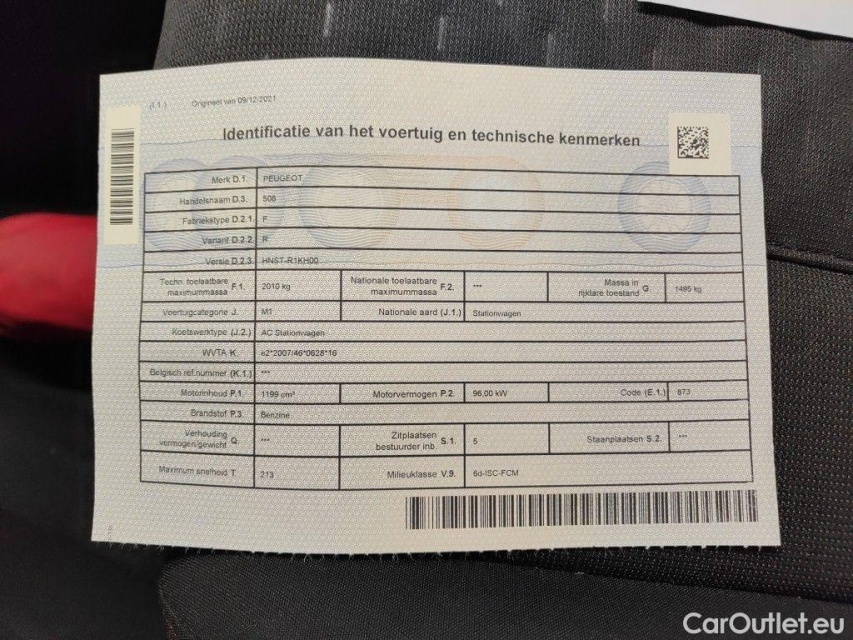 (I.1.) Origineel van 09/12/2021
Identificatie van het voertuig en technische kenmerken
Merk D.1. PEUGEOT
Handelsnaam D.3. 508
Fabriekstype D.2.1. F
Variant D.2.2. R
Versie D.2.3. HNST-R1KH00
Techn. toelaatbare maximummassa F.1. 2010 kg Nationale toelaatbare maximummassa F.2. *** Massa in rijklare toestand G. 1495 kg
Voertuigcategorie J. M1 Nationale aard (J.1.) Stationwagen
Koetswerktype (J.2.) AC Stationwagen
WVTA K. e2*2007/46*0628*16
Belgisch ref.nummer (K.1.) ***
Motorinhoud P.1. 1199 cm³ Motorvermogen P.2. 96,00 kW Code (E.1.) 873
Brandstof P.3. Benzine
Verhouding vermogen/gewicht Q. *** Zitplaatsen bestuurder inb. S.1. 5 Staanplaatsen S.2. ***
Maximum snelheid T. 213 Milieuklasse V.9. 6d-ISC-FCM
CarOutlet.eu